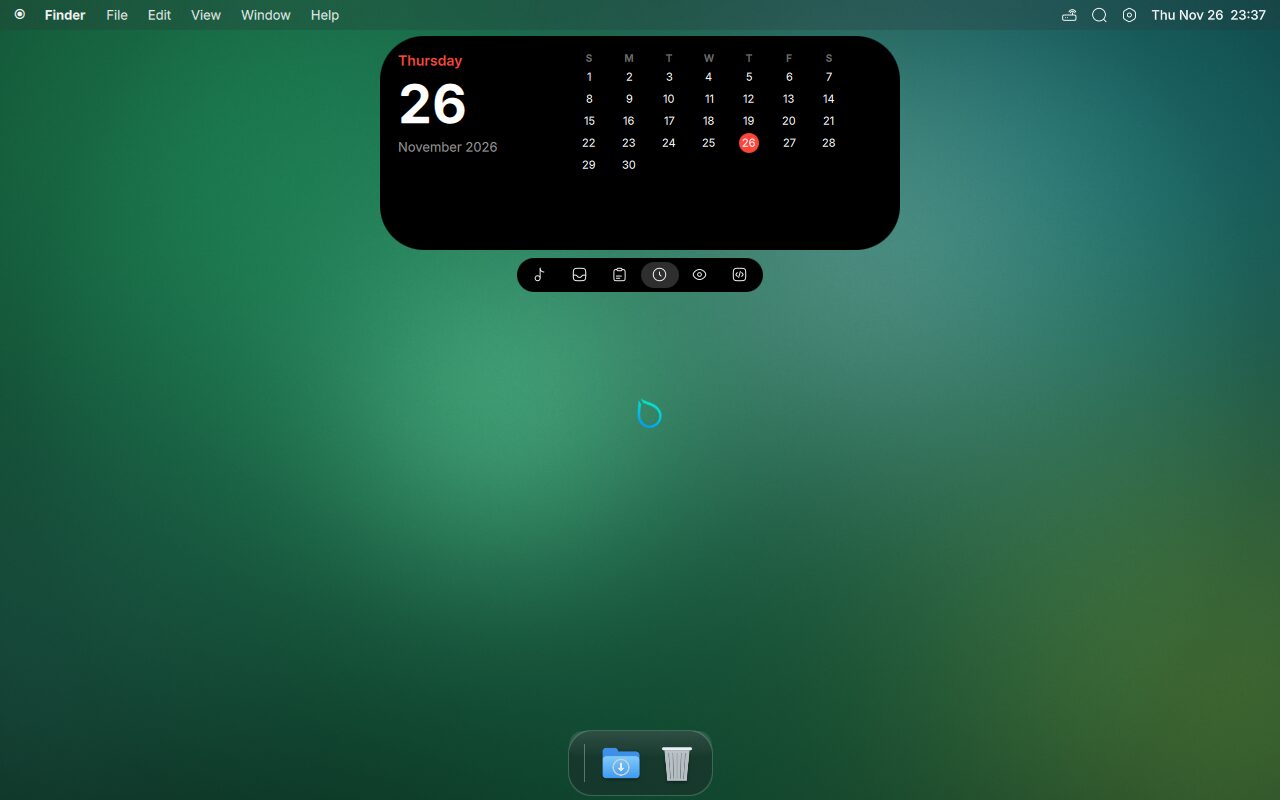 Finder File Edit View Window Help Thu Nov 26 23:37
Thursday
26
November 2026
S M T W T F S
1 2 3 4 5 6 7
8 9 10 11 12 13 14
15 16 17 18 19 20 21
22 23 24 25 26 27 28
29 30